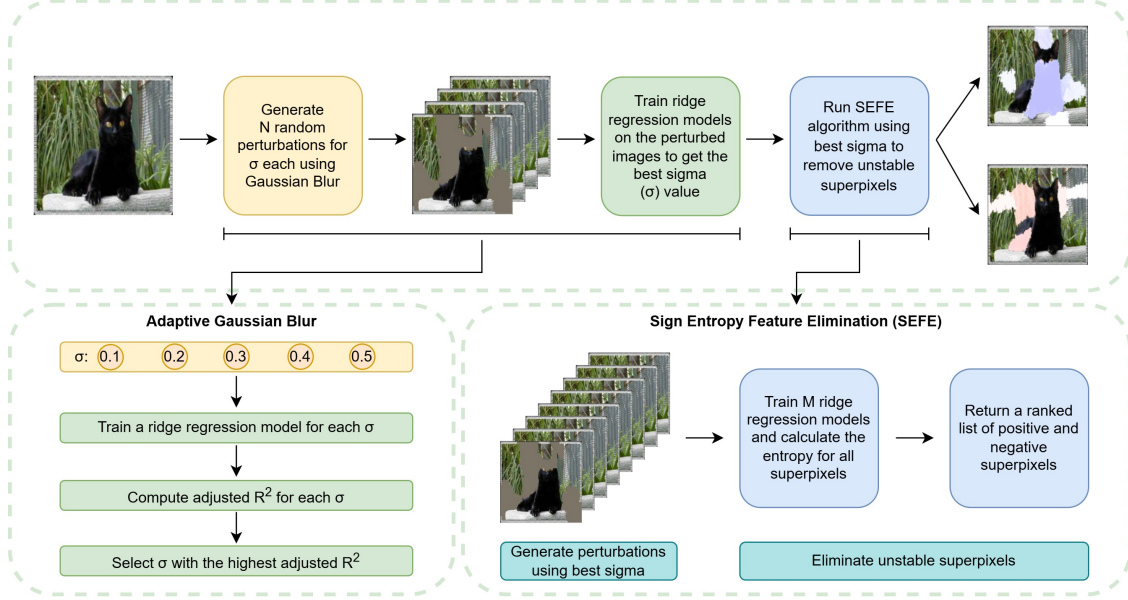 Generate
N random
perturbations for
σ each using
Gaussian Blur
Train ridge
regression models
on the perturbed
images to get the
best sigma
(σ) value
Run SEFE
algorithm using
best sigma to
remove unstable
superpixels
Adaptive Gaussian Blur
σ: 0.1 0.2 0.3 0.4 0.5
Train a ridge regression model for each σ
Compute adjusted R² for each σ
Select σ with the highest adjusted R²
Sign Entropy Feature Elimination (SEFE)
Train M ridge
regression models
and calculate the
entropy for all
superpixels
Return a ranked
list of positive and
negative
superpixels
Generate perturbations
using best sigma
Eliminate unstable superpixels